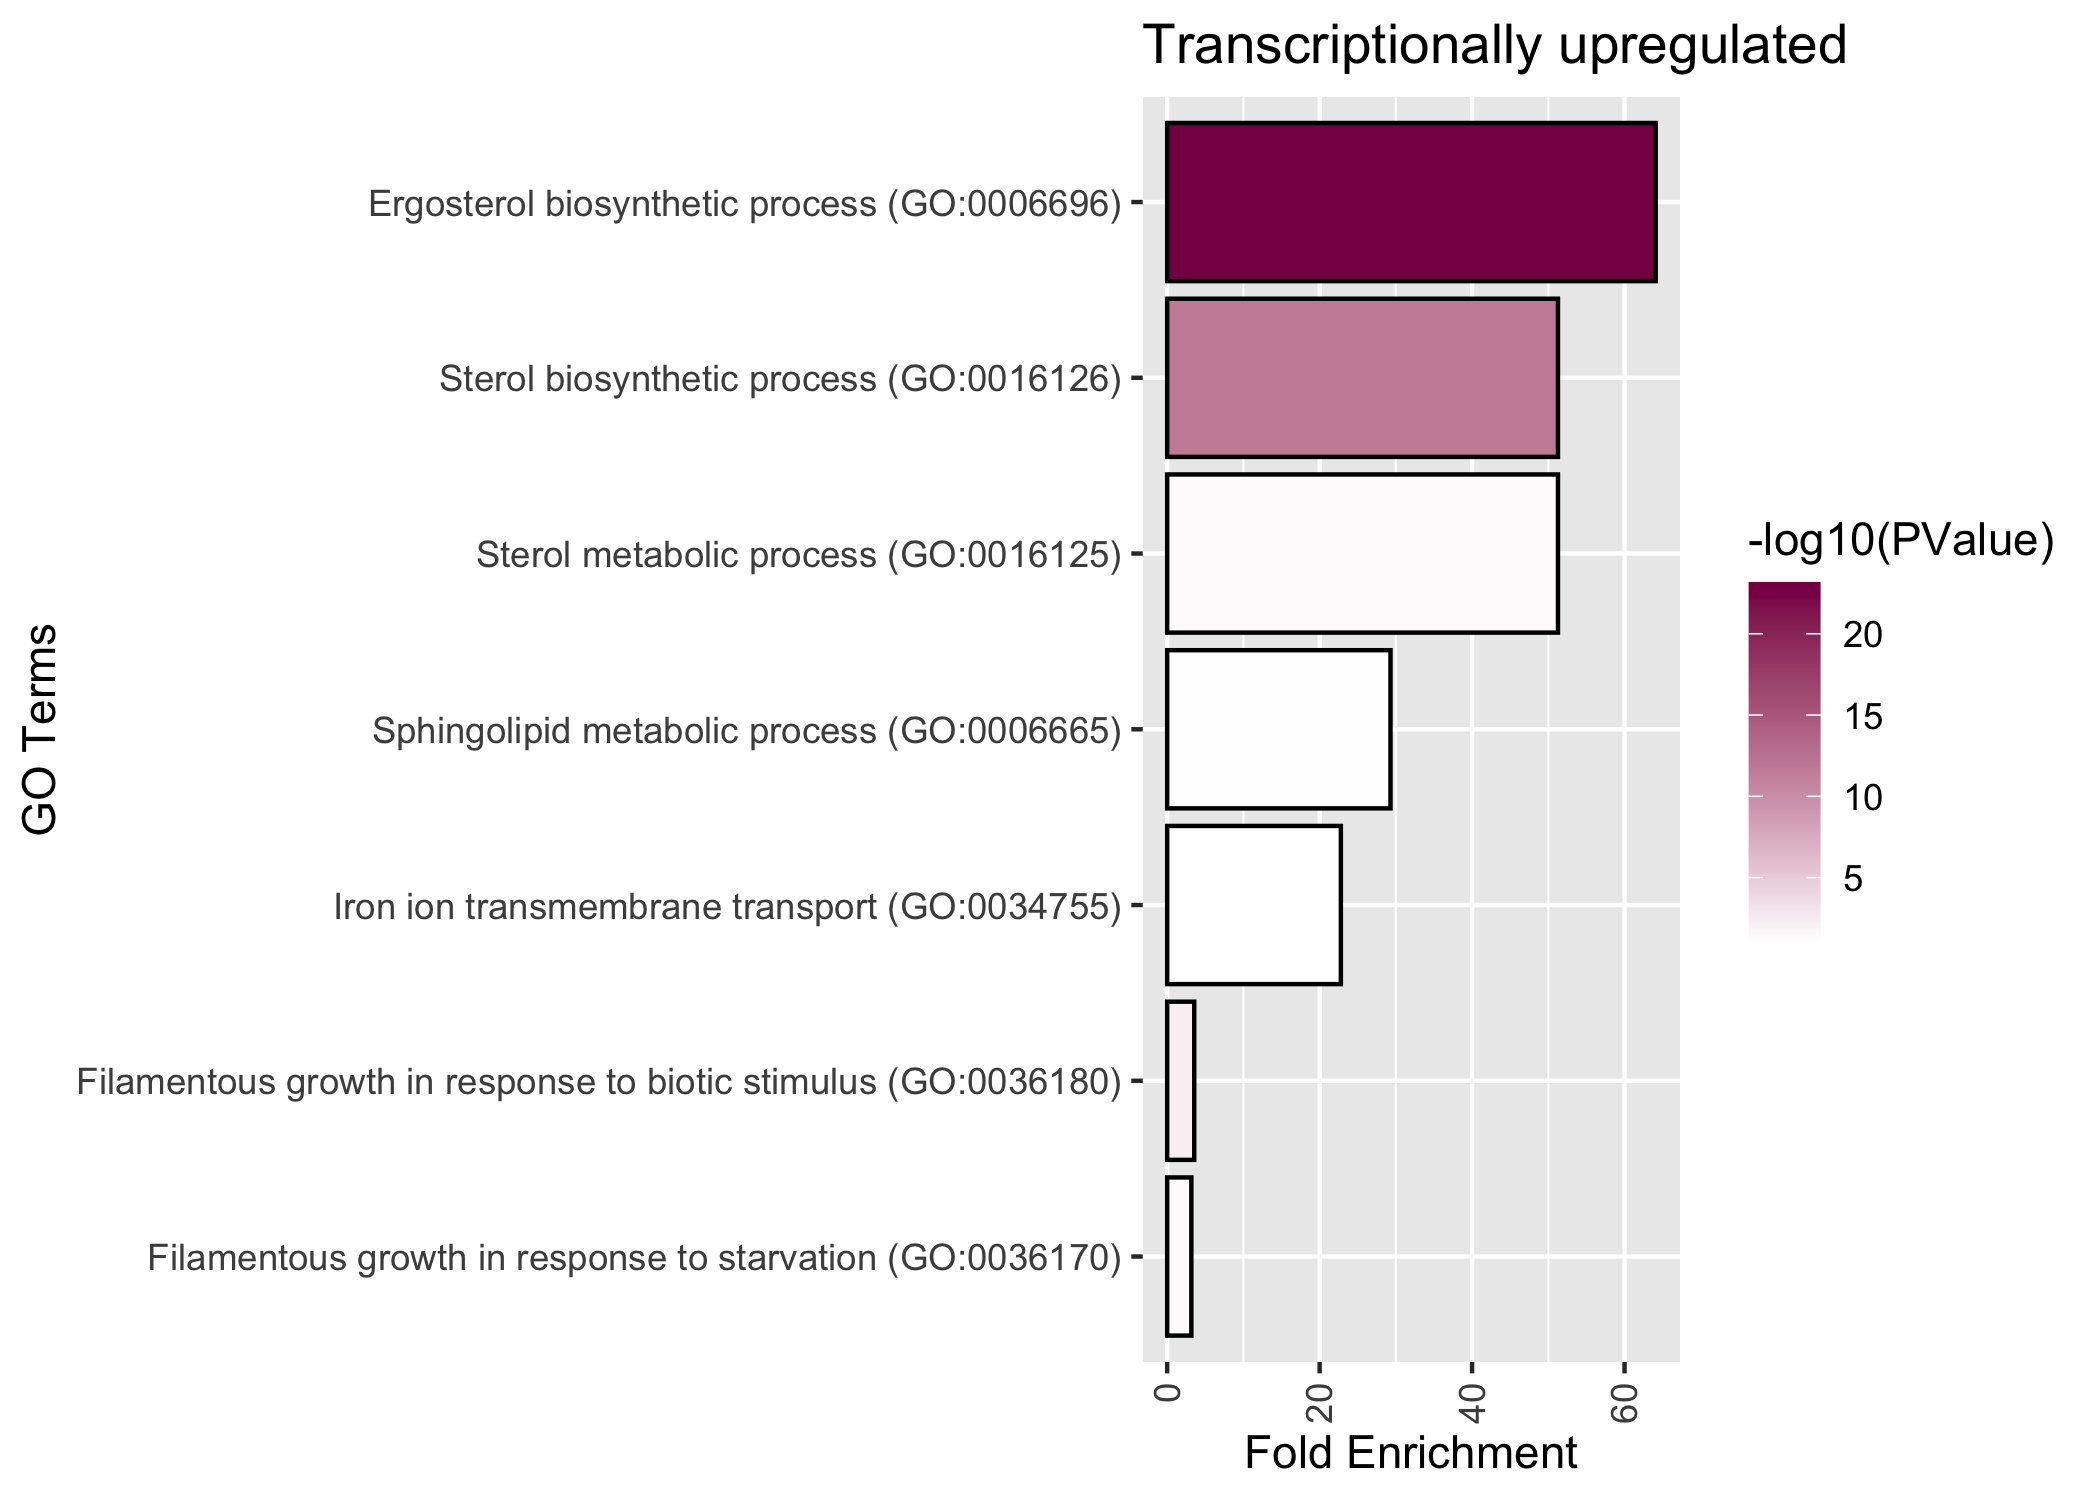 Transcriptionally upregulated
GO Terms
Ergosterol biosynthetic process (GO:0006696)
Sterol biosynthetic process (GO:0016126)
Sterol metabolic process (GO:0016125)
Sphingolipid metabolic process (GO:0006665)
Iron ion transmembrane transport (GO:0034755)
Filamentous growth in response to biotic stimulus (GO:0036180)
Filamentous growth in response to starvation (GO:0036170)
0 20 40 60
Fold Enrichment
-log10(PValue)
20
15
10
5